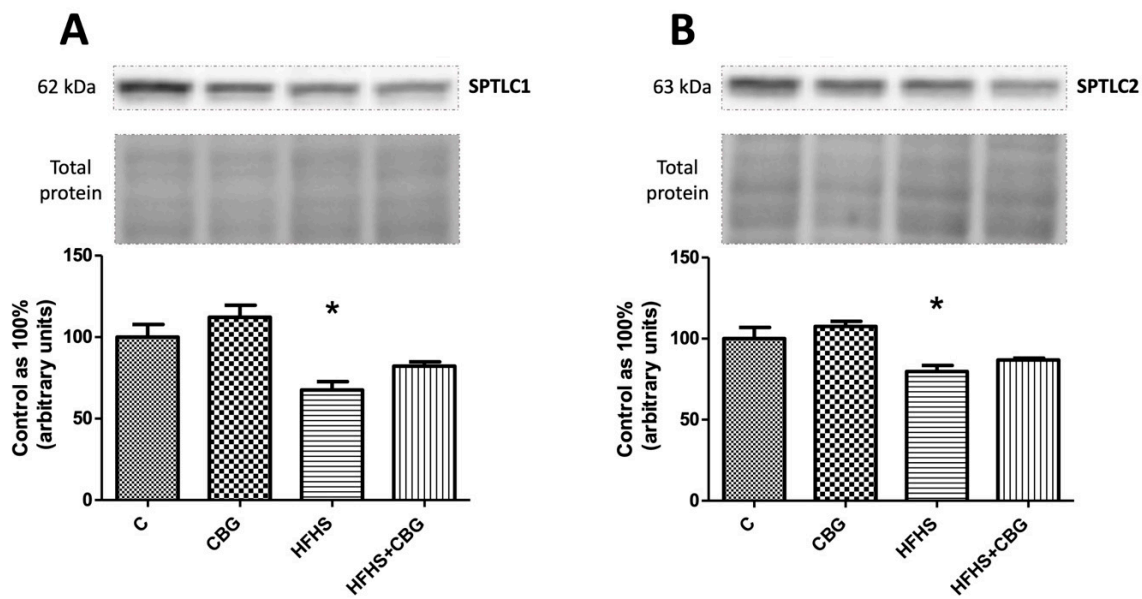 A
62 kDa
SPTLC1
Total
protein
150
100
50
0
Control as 100%
(arbitrary units)
*
C
CBG
HFHS
HFHS+CBG
B
63 kDa
SPTLC2
Total
protein
150
100
50
0
Control as 100%
(arbitrary units)
*
C
CBG
HFHS
HFHS+CBG